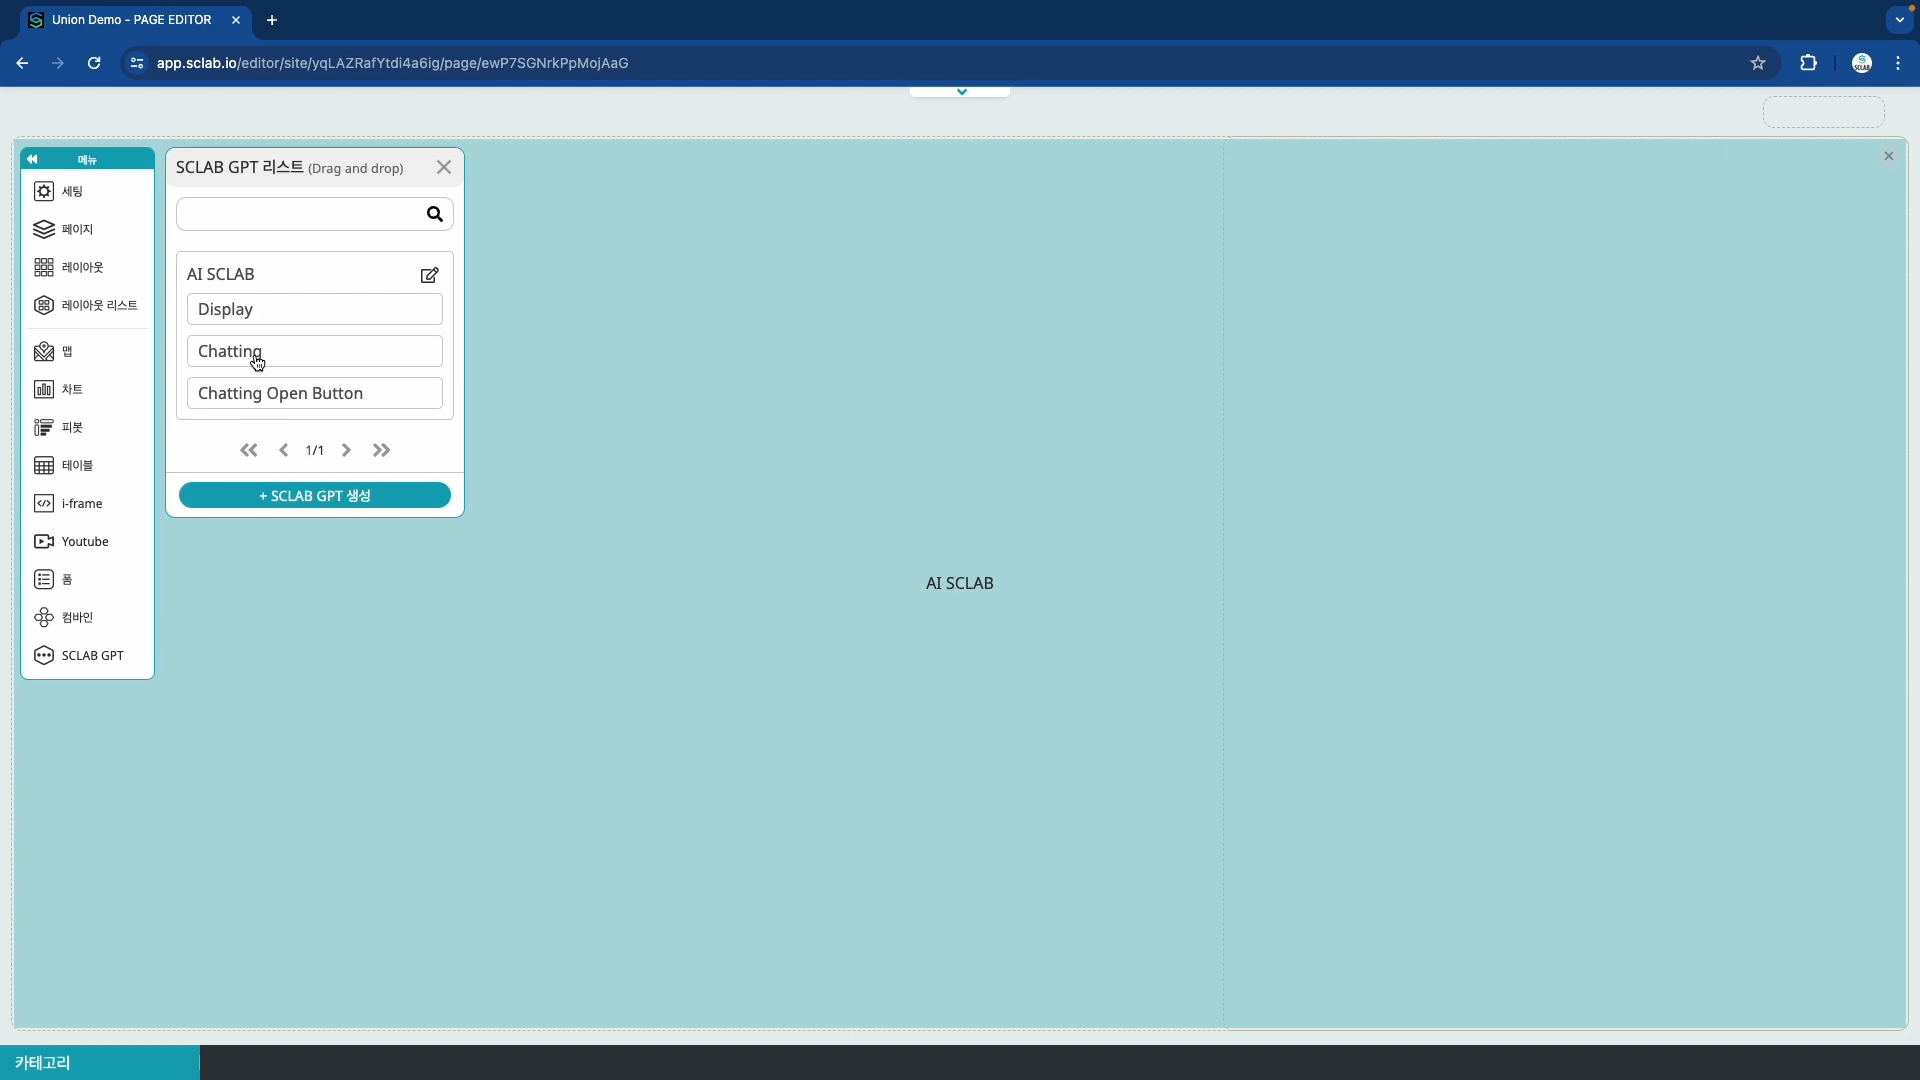 Union Demo - PAGE EDITOR
app.sclab.io/editor/site/yqLAZRafYtdi4a6ig/page/ewP7SGNrkPpMojAaG
SCLAB
메뉴
세팅
페이지
레이아웃
레이아웃 리스트
맵
차트
피봇
테이블
i-frame
Youtube
폼
컴바인
SCLAB GPT
SCLAB GPT 리스트 (Drag and drop)
AI SCLAB
Display
Chatting
Chatting Open Button
1/1
+ SCLAB GPT 생성
AI SCLAB
카테고리